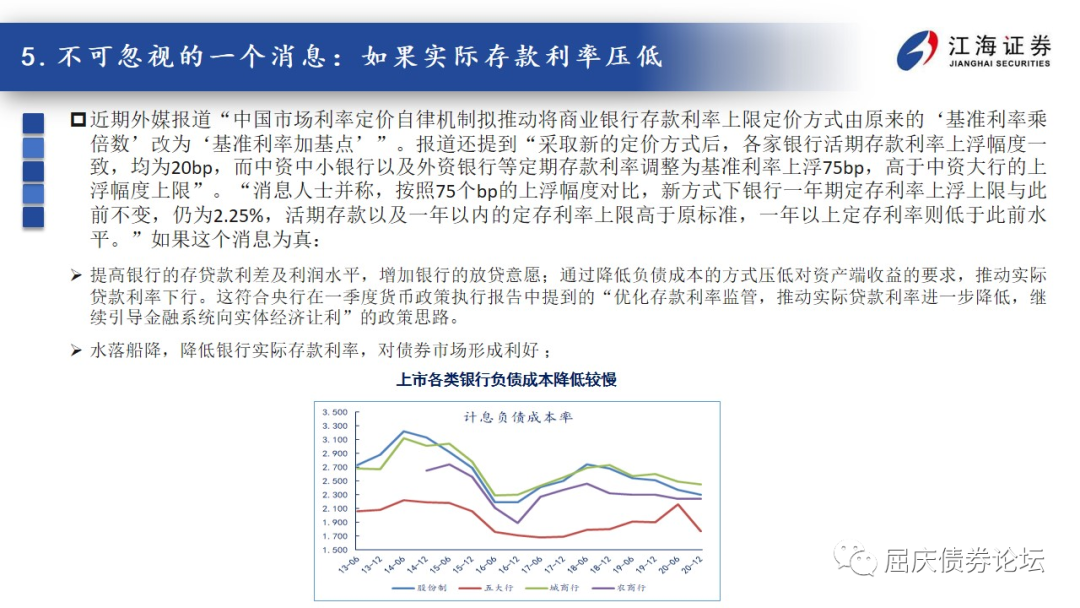 5. 不可忽视的一个消息：如果实际存款利率压低
江海证券
JIANGHAI SECURITIES
近期外媒报道“中国市场利率定价自律机制拟推动将商业银行存款利率上限定价方式由原来的‘基准利率乘
倍数’改为‘基准利率加基点’”。报道还提到“采取新的定价方式后，各家银行活期存款利率上浮幅度一
致，均为20bp，而中资中小银行以及外资银行等定期存款利率调整为基准利率上浮75bp，高于中资大行的上
浮幅度上限”。“消息人士并称，按照75个bp的上浮幅度对比，新方式下银行一年期定存利率上浮上限与此
前不变，仍为2.25%，活期存款以及一年以内的定存利率上限高于原标准，一年以上定存利率则低于此前水
平。”如果这个消息为真：
提高银行的存贷款利差及利润水平，增加银行的放贷意愿；通过降低负债成本的方式压低对资产端收益的要求，推动实际
贷款利率下行。这符合央行在一季度货币政策执行报告中提到的“优化存款利率监管，推动实际贷款利率进一步降低，继
续引导金融系统向实体经济让利”的政策思路。
水落船降，降低银行实际存款利率，对债券市场形成利好；
上市各类银行负债成本降低较慢
计息负债成本率
3.500
3.300
3.100
2.900
2.700
2.500
2.300
2.100
1.900
1.700
1.500
13-06 13-12 14-06 14-12 15-06 15-12 16-06 16-12 17-06 17-12 18-06 18-12 19-06 19-12 20-06 20-12
股份制 五大行 城商行 农商行
屈庆债券论坛